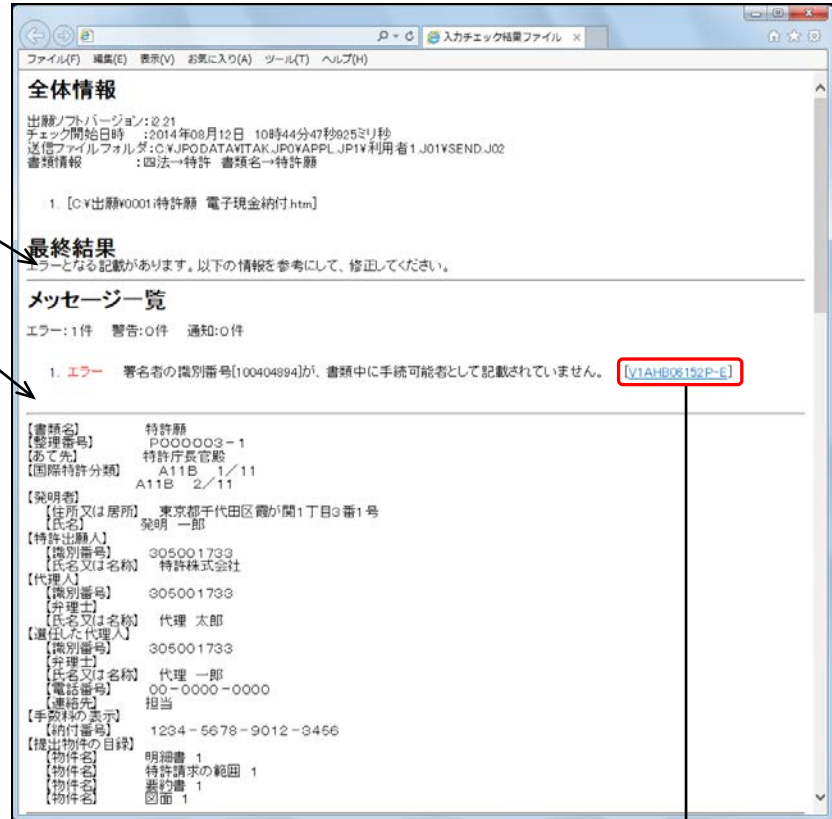 入力チェック結果ファイル ×
ファイル(F) 編集(E) 表示(V) お気に入り(A) ツール(T) ヘルプ(H)
全体情報
出願ソフトバージョン：i2.21
チェック開始日時 ：2014年08月12日 10時44分47秒925ミリ秒
送信ファイルフォルダ：C:¥JPODATA¥ITAK.JP0¥APPL.JP1¥利用者1.J01¥SEND.J02
書類情報 ：四法→特許 書類名→特許願
1. [C:¥出願¥0001i特許願 電子現金納付.htm]
最終結果
エラーとなる記載があります。以下の情報を参考にして、修正してください。
メッセージ一覧
エラー：1件 警告：0件 通知：0件
1. エラー 署名者の識別番号[100404894]が、書類中に手続可能者として記載されていません。 [V1AHB06152P-E]
【書類名】 特許願
【整理番号】 P000003-1
【あて先】 特許庁長官殿
【国際特許分類】 A11B 1/11
A11B 2/11
【発明者】
【住所又は居所】 東京都千代田区霞が関1丁目3番1号
【氏名】 発明 一郎
【特許出願人】
【識別番号】 305001733
【氏名又は名称】 特許株式会社
【代理人】
【識別番号】 305001733
【弁理士】
【氏名又は名称】 代理 太郎
【選任した代理人】
【識別番号】 305001733
【弁理士】
【氏名又は名称】 代理 一郎
【電話番号】 00-0000-0000
【連絡先】 担当
【手数料の表示】
【納付番号】 1234-5678-9012-3456
【提出物件の目録】
【物件名】 明細書 1
【物件名】 特許請求の範囲 1
【物件名】 要約書 1
【物件名】 図面 1